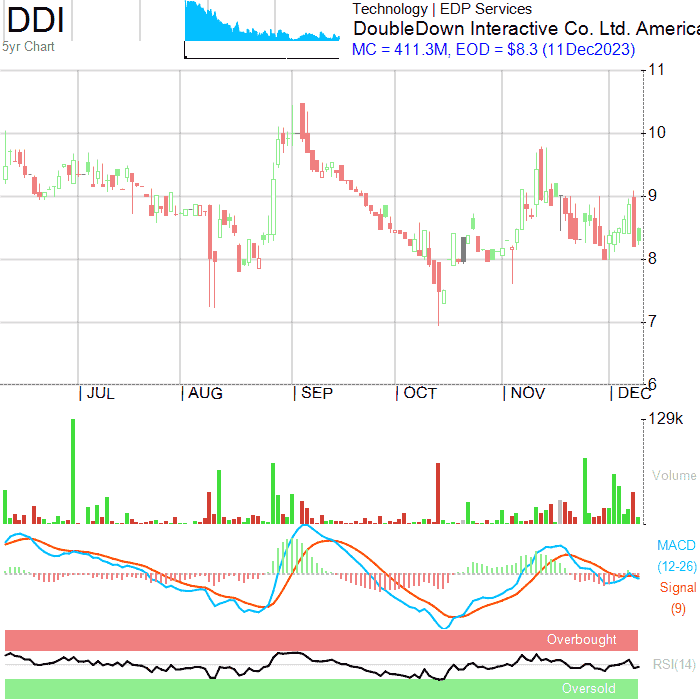 DDI
5yr Chart
Technology | EDP Services
DoubleDown Interactive Co. Ltd. America
MC = 411.3M, EOD = $8.3 (11Dec2023)
11
10
9
8
7
6
JUL
AUG
SEP
OCT
NOV
DEC
129k
Volume
MACD
(12-26)
Signal
(9)
Overbought
RSI(14)
Oversold